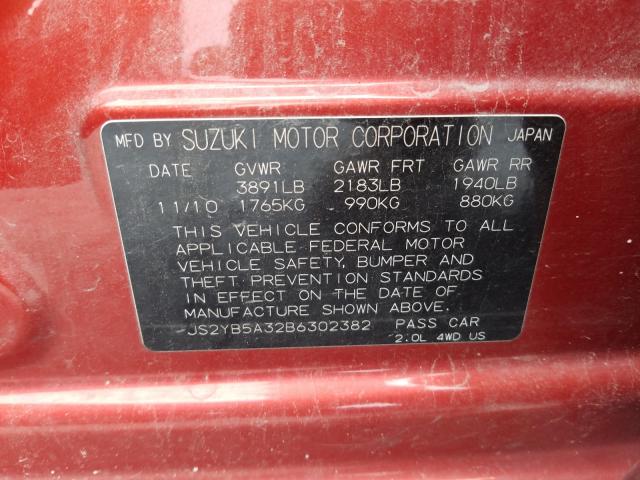 MFD BY SUZUKI MOTOR CORPORATION JAPAN
DATE GVWR GAWR FRT GAWR RR
3891LB 2183LB 1940LB
11/10 1765KG 990KG 880KG
THIS VEHICLE CONFORMS TO ALL
APPLICABLE FEDERAL MOTOR
VEHICLE SAFETY, BUMPER AND
THEFT PREVENTION STANDARDS
IN EFFECT ON THE DATE OF
MANUFACTURE SHOWN ABOVE.
JS2YB5A32B6302382 PASS CAR
2.0L 4WD US